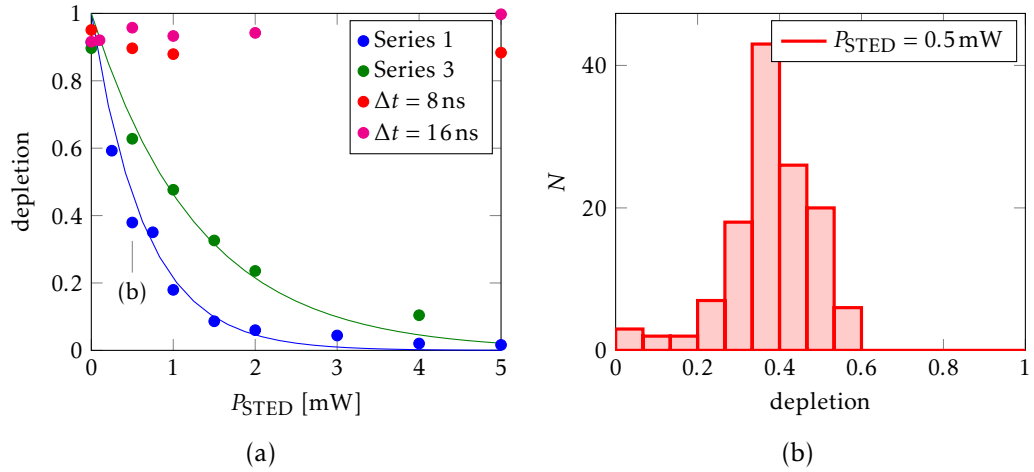 1
0.8
0.6
0.4
0.2
0
depletion
0
1
2
3
4
5
P_STED [mW]
Series 1
Series 3
Δt = 8 ns
Δt = 16 ns
(b)
(a)
40
20
0
N
0
0.2
0.4
0.6
0.8
1
depletion
P_STED = 0.5 mW
(b)